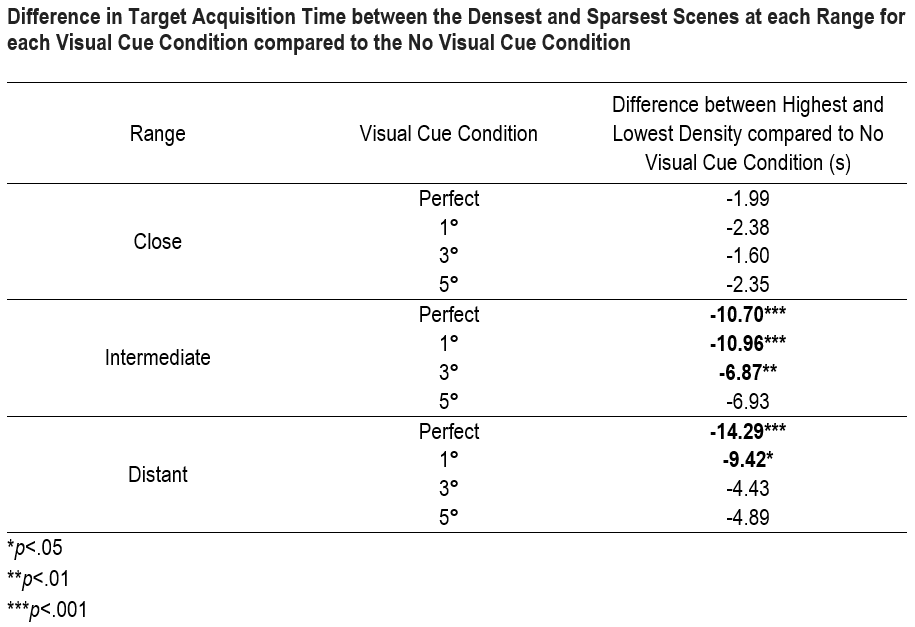 Difference in Target Acquisition Time between the Densest and Sparsest Scenes at each Range for
each Visual Cue Condition compared to the No Visual Cue Condition
Range
Visual Cue Condition
Difference between Highest and
Lowest Density compared to No
Visual Cue Condition (s)
Close
Perfect -1.99
1° -2.38
3° -1.60
5° -2.35
Intermediate
Perfect -10.70***
1° -10.96***
3° -6.87**
5° -6.93
Distant
Perfect -14.29***
1° -9.42*
3° -4.43
5° -4.89
*p<.05
**p<.01
***p<.001